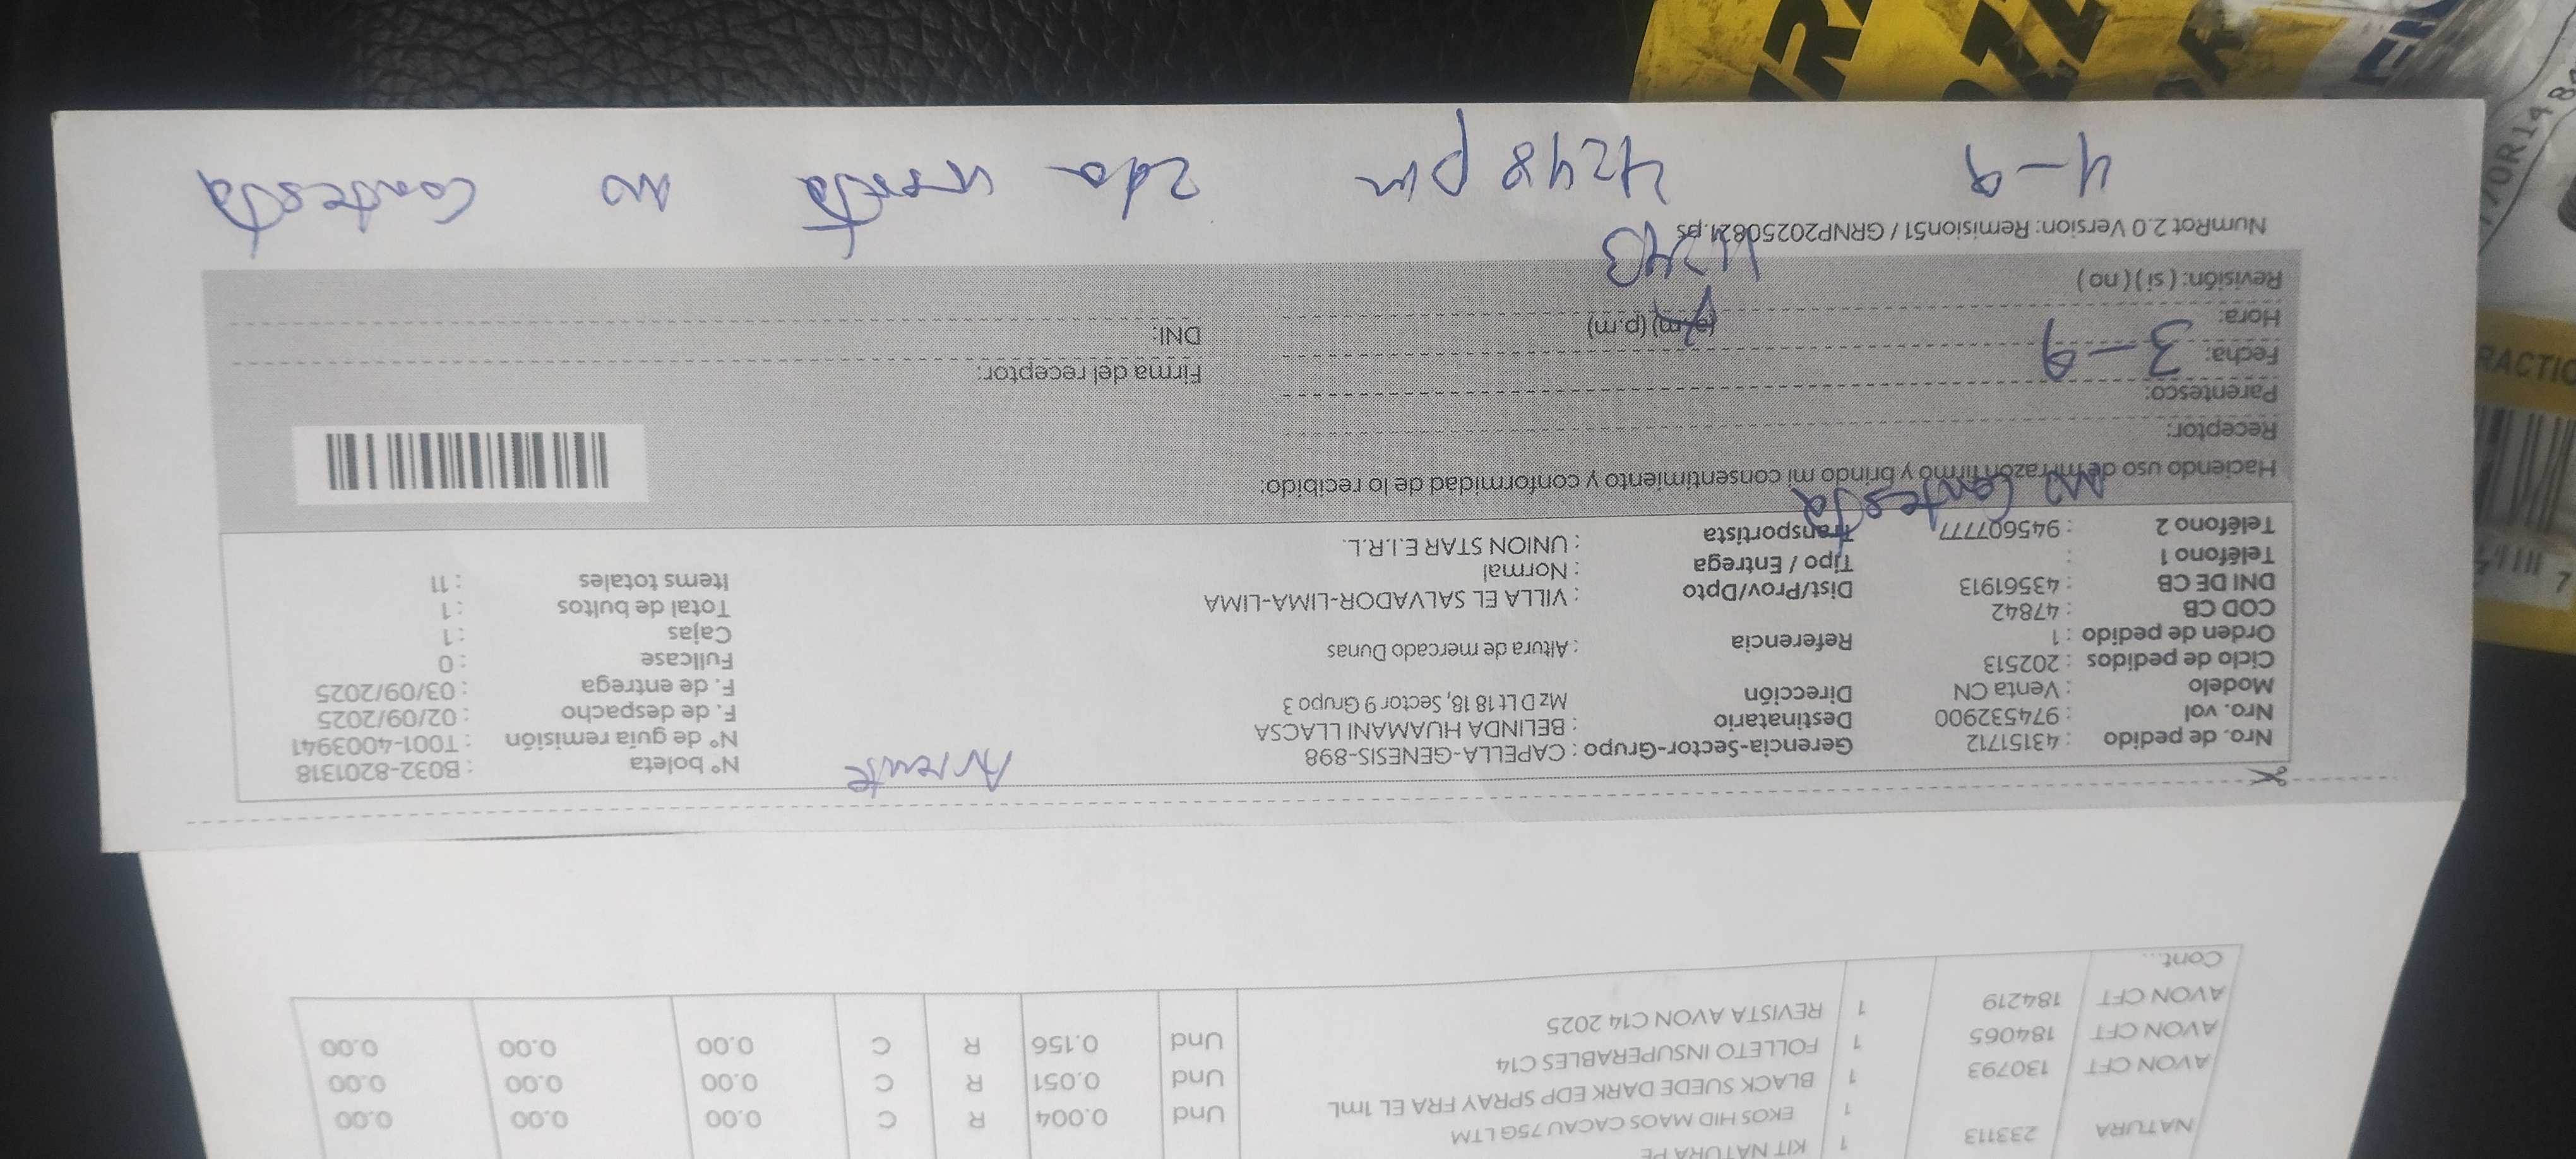 KIT NATURA PE
NATURA 233113 1 EKOS HID MAOS CACAU 75G LTM Und 0.004 R C 0.00 0.00 0.00
AVON CFT 130793 1 BLACK SUEDE DARK EDP SPRAY FRA EL 1mL Und 0.051 R C 0.00 0.00 0.00
AVON CFT 184065 1 FOLLETO INSUPERABLES C14 Und 0.156 R C 0.00 0.00 0.00
AVON CFT 184219 1 REVISTA AVON C14 2025
Cont...
Nro. de pedido : 43151712 Gerencia-Sector-Grupo : CAPELLA-GENESIS-898 N° boleta : B032-8201318
Nro. vol : 974532900 Destinatario : BELINDA HUAMANI LLACSA N° de guía remisión : T001-4003941
Modelo : Venta CN Dirección Mz D Lt 18 18, Sector 9 Grupo 3 F. de despacho : 02/09/2025
Ciclo de pedidos : 202513 F. de entrega : 03/09/2025
Orden de pedido : 1 Referencia : Altura de mercado Dunas Fullcase : 0
COD CB : 47842 Cajas : 1
DNI DE CB : 43561913 Dist/Prov/Dpto : VILLA EL SALVADOR-LIMA-LIMA Total de bultos : 1
Teléfono 1 : Tipo / Entrega : Normal Items totales : 11
Teléfono 2 : 945607777 Transportista : UNION STAR E.I.R.L.
NO Contesta
Haciendo uso de mi razón firmo y brindo mi consentimiento y conformidad de lo recibido:
Receptor:
Parentesco:
Fecha: 3-9 Firma del receptor:
Hora: (a.m) (p.m) DNI:
Revisión: ( si ) ( no )
NumRot 2.0 Version: Remision51 / GRNP20250821.ps
4-9 4:48 pm 2da visita no contesta